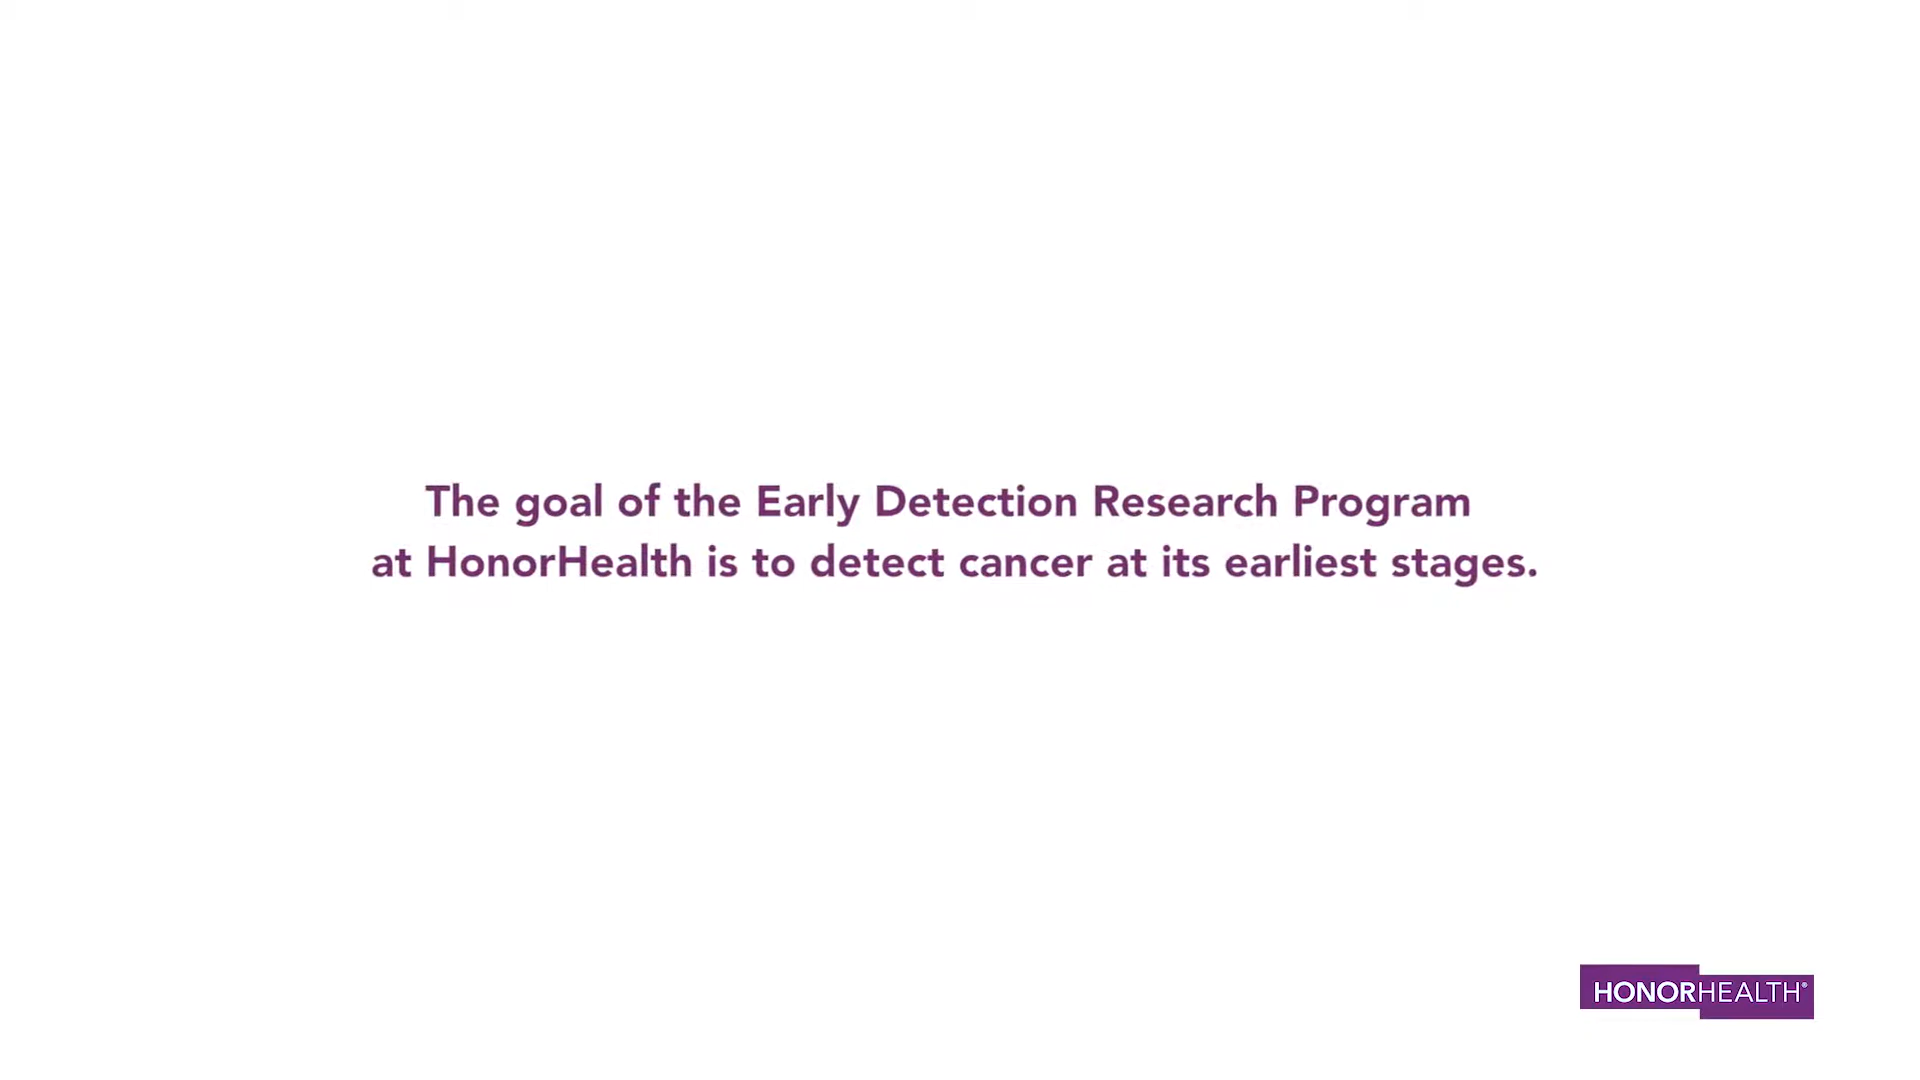 The goal of the Early Detection Research Program
at HonorHealth is to detect cancer at its earliest stages.
HONORHEALTH®